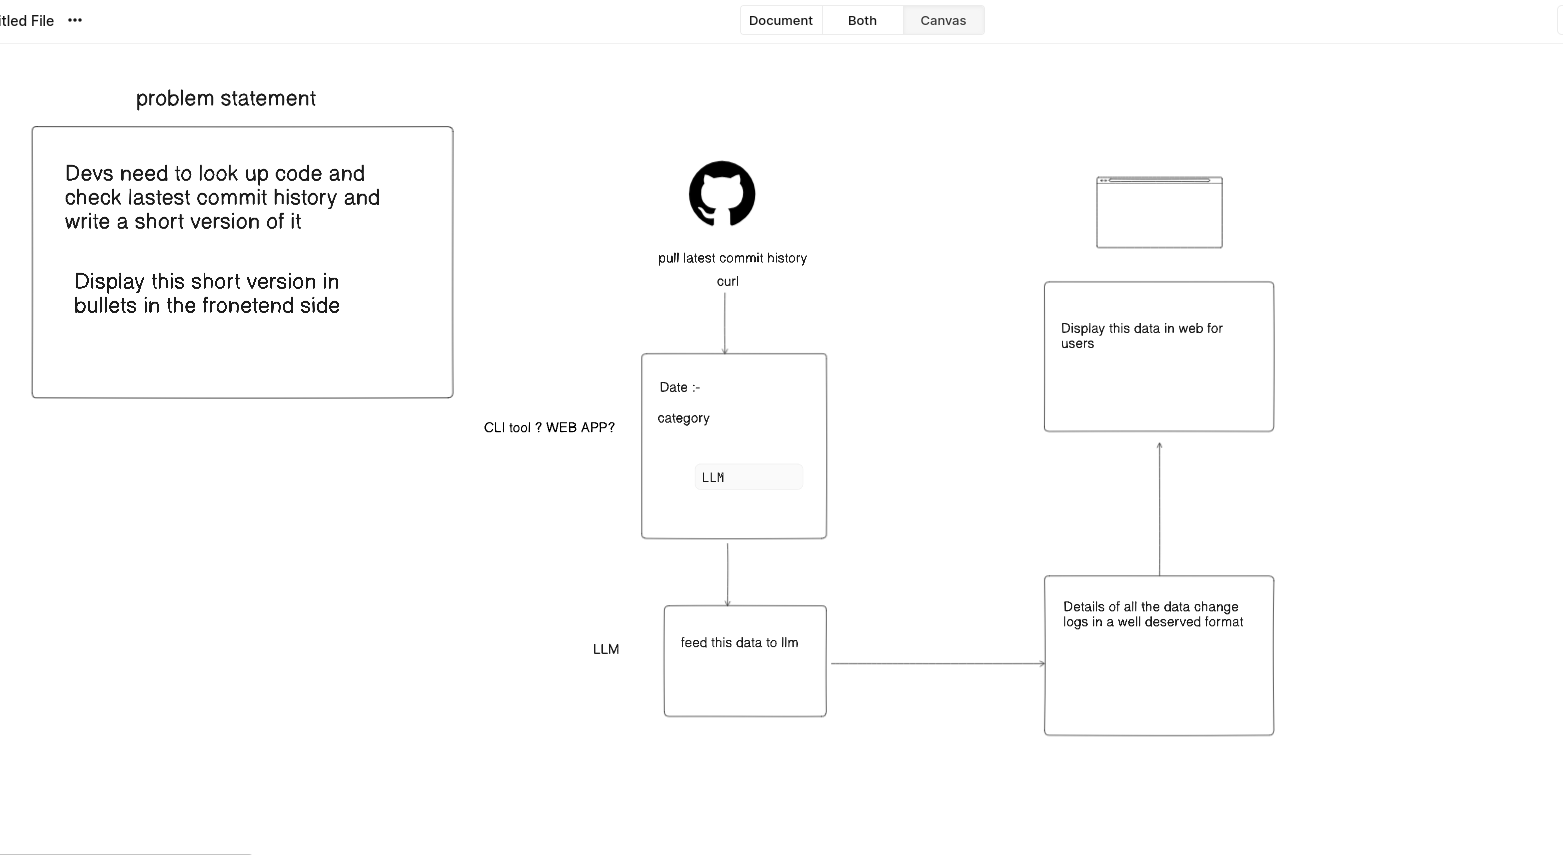 itled File •••
Document
Both
Canvas
problem statement
Devs need to look up code and
check lastest commit history and
write a short version of it
Display this short version in
bullets in the fronetend side
pull latest commit history
curl
Date :-
category
CLI tool ? WEB APP?
LLM
LLM
feed this data to llm
Details of all the data change
logs in a well deserved format
Display this data in web for
users